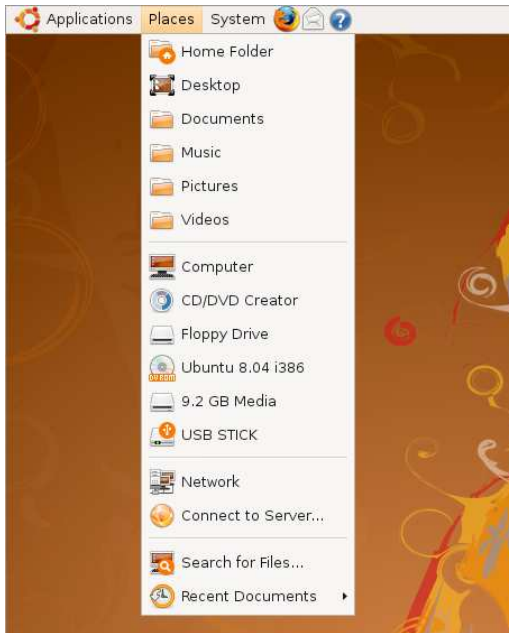 Applications Places System
Home Folder
Desktop
Documents
Music
Pictures
Videos
Computer
CD/DVD Creator
Floppy Drive
Ubuntu 8.04 i386
9.2 GB Media
USB STICK
Network
Connect to Server...
Search for Files...
Recent Documents